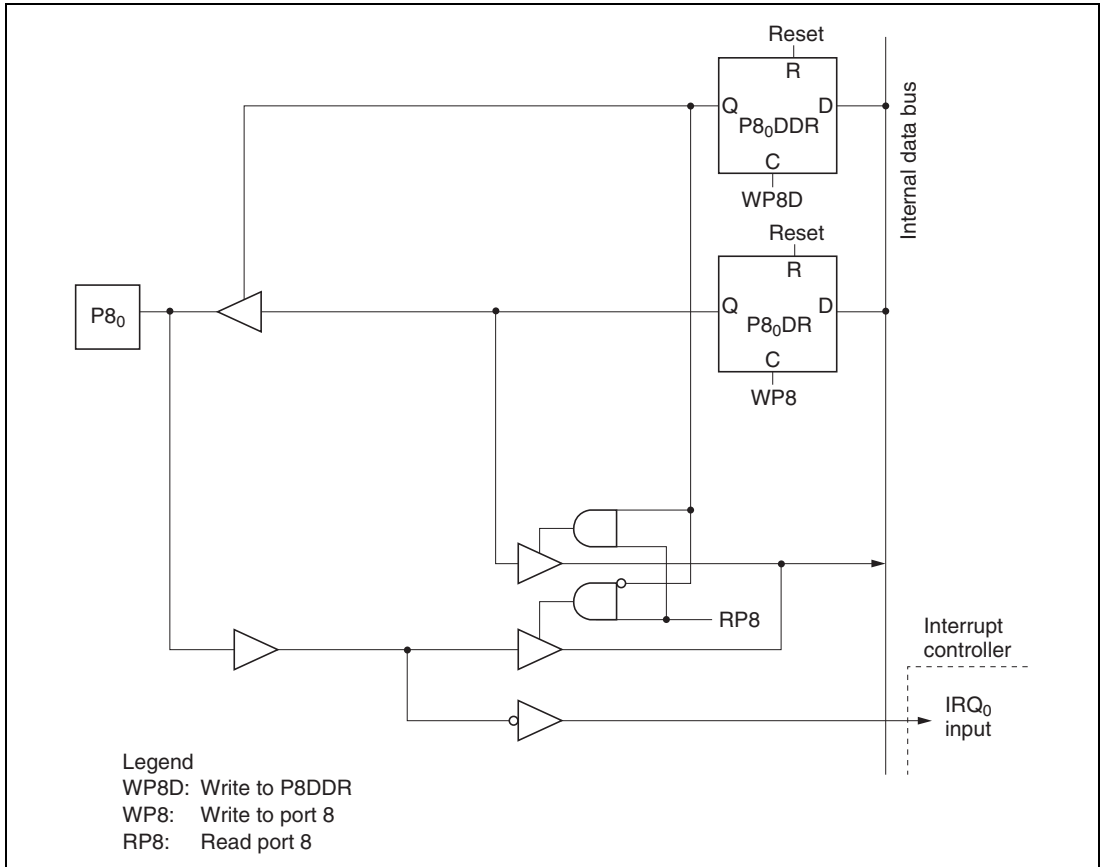 Reset
R
Q D
P8₀DDR
C
WP8D
Internal data bus
Reset
R
Q D
P8₀DR
C
WP8
P8₀
RP8
Interrupt
controller
IRQ₀
input
Legend
WP8D: Write to P8DDR
WP8: Write to port 8
RP8: Read port 8